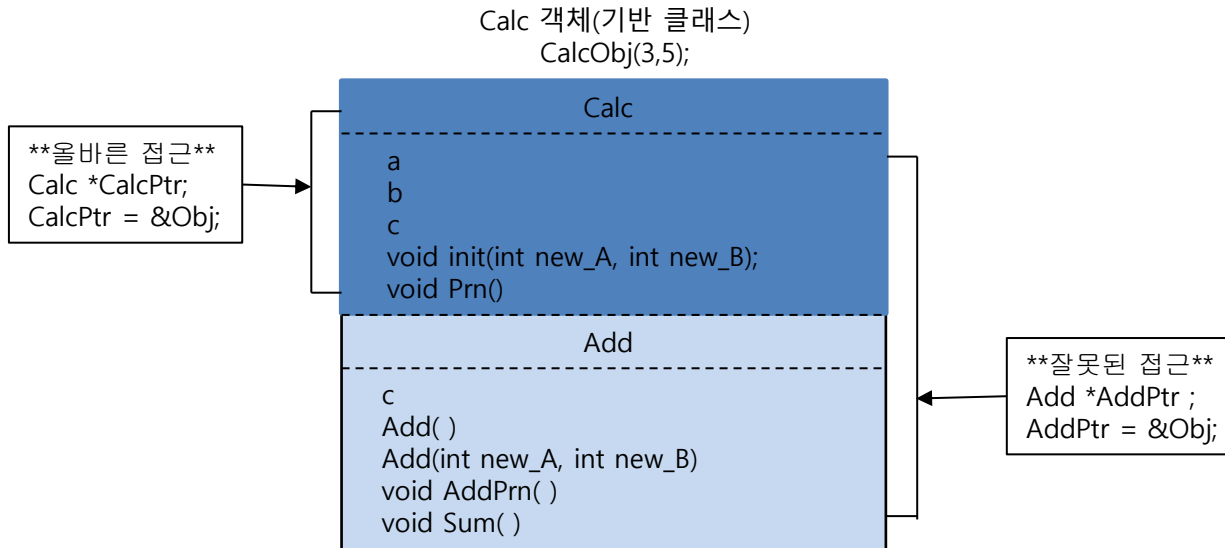 Calc 객체(기반 클래스)
CalcObj(3,5);
Calc
a
b
c
void init(int new_A, int new_B);
void Prn()
**올바른 접근**
Calc *CalcPtr;
CalcPtr = &Obj;
Add
c
Add( )
Add(int new_A, int new_B)
void AddPrn( )
void Sum( )
**잘못된 접근**
Add *AddPtr ;
AddPtr = &Obj;